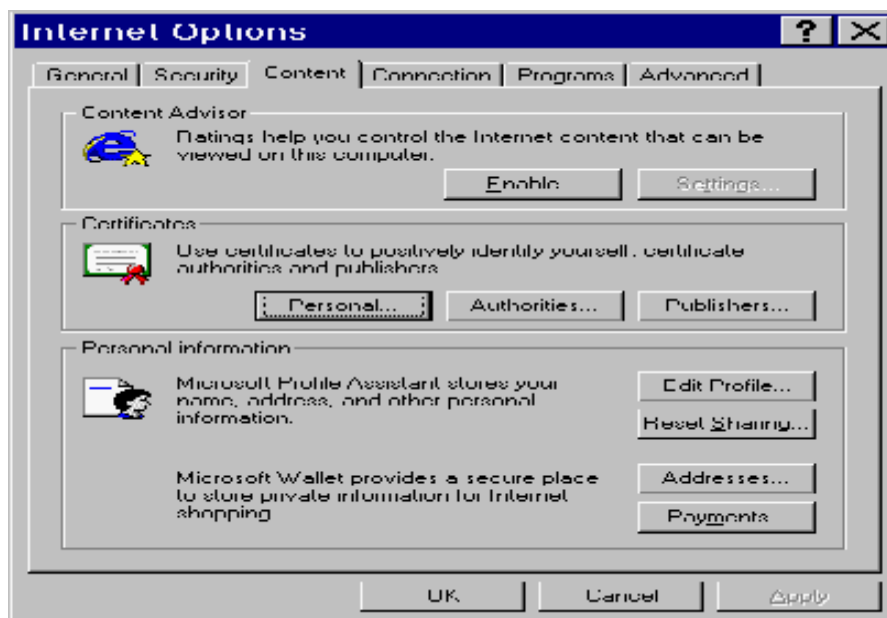 Internet Options
General Security Content Connection Programs Advanced
Content Advisor
Ratings help you control the Internet content that can be
viewed on this computer.
Enable Settings...
Certificates
Use certificates to positively identify yourself, certificate
authorities and publishers
Personal... Authorities... Publishers...
Personal information
Microsoft Profile Assistant stores your
name, address, and other personal
information.
Edit Profile...
Reset Sharing...
Microsoft Wallet provides a secure place
to store private information for Internet
shopping
Addresses...
Payments
OK Cancel Apply